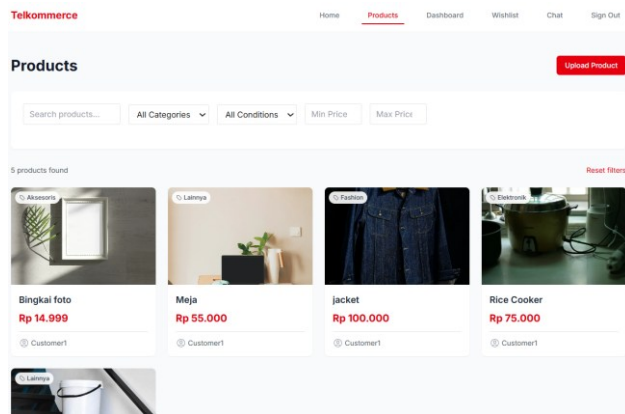 Telkommerce
Home Products Dashboard Wishlist Chat Sign Out
Products
Upload Product
Search products... All Categories All Conditions Min Price Max Price
5 products found
Reset filters
Aksesoris Lainnya Fashion Elektronik
Bingkai foto Meja jacket Rice Cooker
Rp 14.999 Rp 55.000 Rp 100.000 Rp 75.000
Customer1 Customer1 Customer1 Customer1
Lainnya